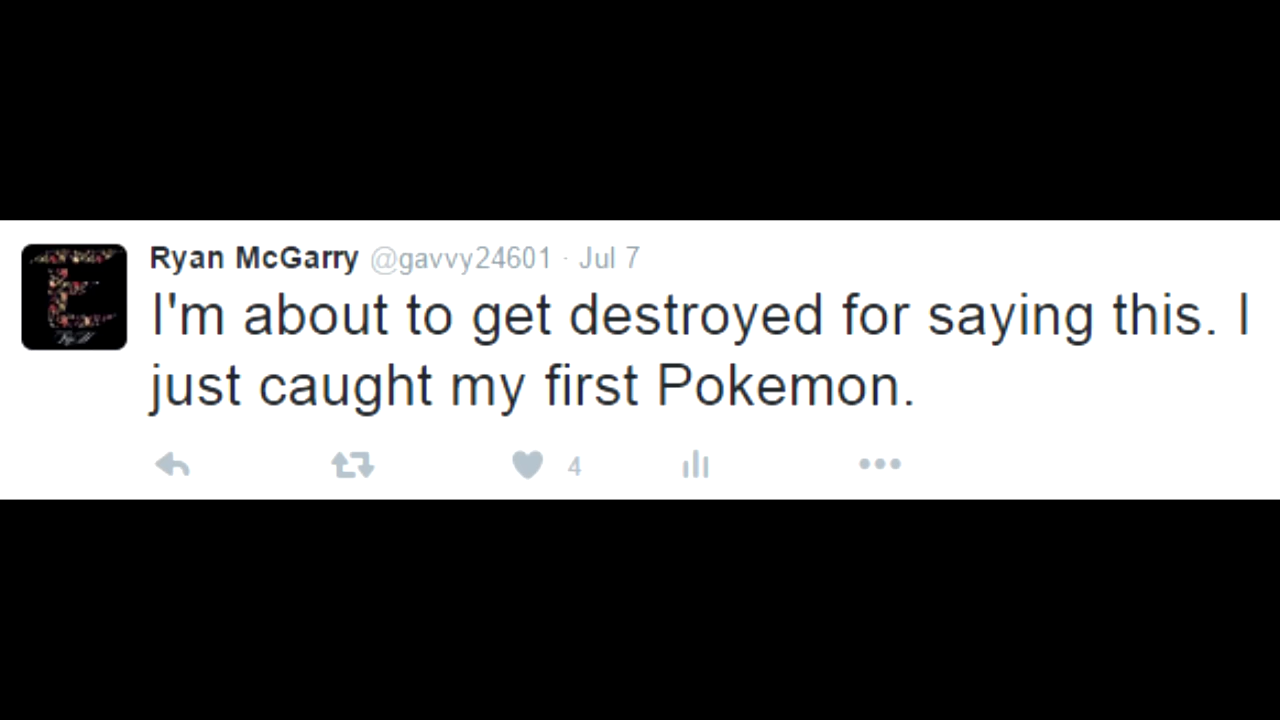 Ryan McGarry @gavvy24601 · Jul 7
I'm about to get destroyed for saying this. I
just caught my first Pokemon.
4